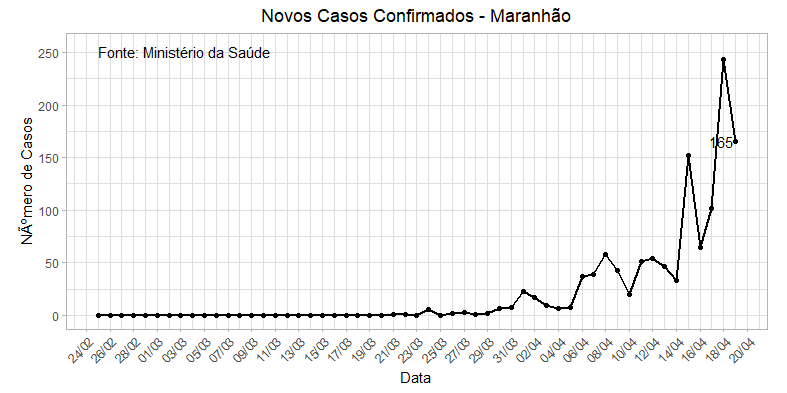 Novos Casos Confirmados - Maranhão
Fonte: Ministério da Saúde
NÃºmero de Casos
250
200
150
100
50
0
165
24/02 26/02 28/02 01/03 03/03 05/03 07/03 09/03 11/03 13/03 15/03 17/03 19/03 21/03 23/03 25/03 27/03 29/03 31/03 02/04 04/04 06/04 08/04 10/04 12/04 14/04 16/04 18/04 20/04
Data